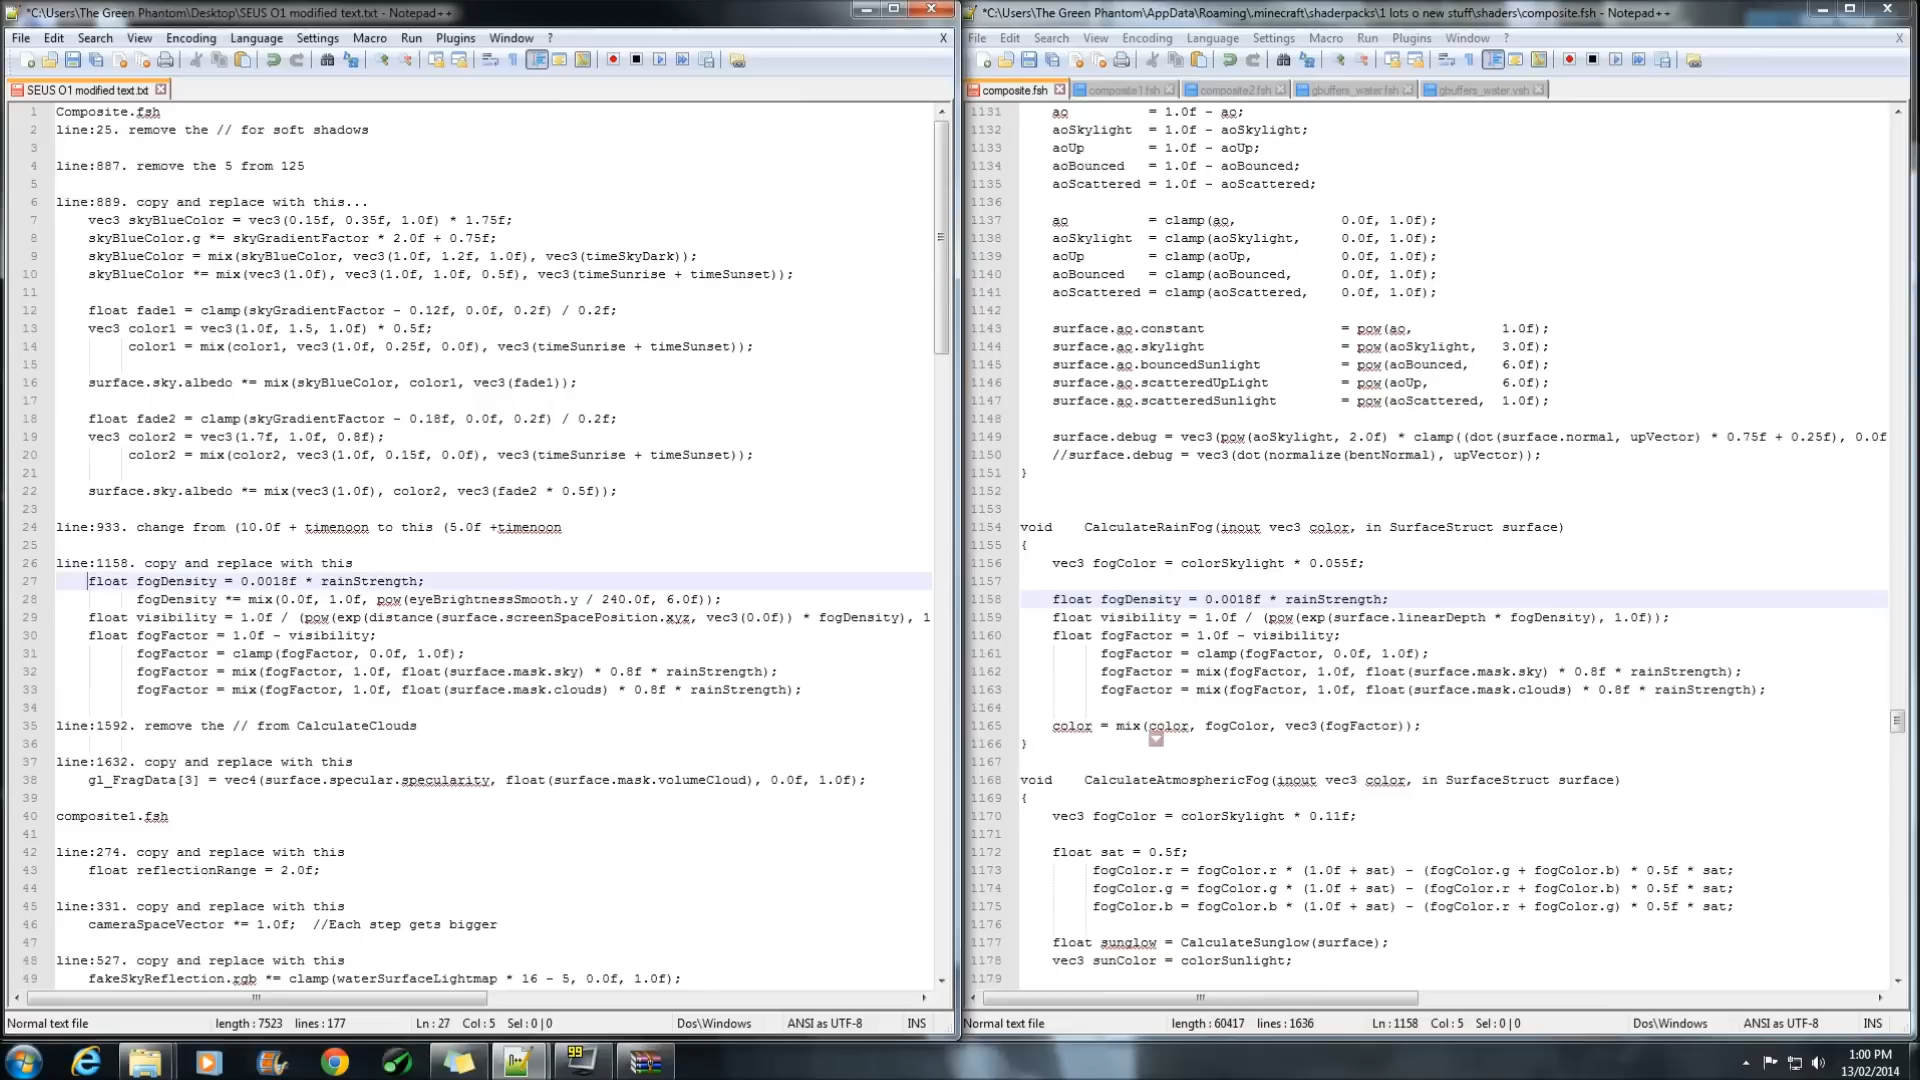 *C:\Users\The Green Phantom\Desktop\SEUS O1 modified text.txt - Notepad++
File Edit Search View Encoding Language Settings Macro Run Plugins Window ? X
SEUS O1 modified text.txt
1 Composite.fsh
2 line:25. remove the // for soft shadows
3
4 line:887. remove the 5 from 125
5
6 line:889. copy and replace with this...
7 vec3 skyBlueColor = vec3(0.15f, 0.35f, 1.0f) * 1.75f;
8 skyBlueColor.g *= skyGradientFactor * 2.0f + 0.75f;
9 skyBlueColor = mix(skyBlueColor, vec3(1.0f, 1.2f, 1.0f), vec3(timeSkyDark));
10 skyBlueColor *= mix(vec3(1.0f), vec3(1.0f, 1.0f, 0.5f), vec3(timeSunrise + timeSunset));
11
12 float fade1 = clamp(skyGradientFactor - 0.12f, 0.0f, 0.2f) / 0.2f;
13 vec3 color1 = vec3(1.0f, 1.5, 1.0f) * 0.5f;
14 color1 = mix(color1, vec3(1.0f, 0.25f, 0.0f), vec3(timeSunrise + timeSunset));
15
16 surface.sky.albedo *= mix(skyBlueColor, color1, vec3(fade1));
17
18 float fade2 = clamp(skyGradientFactor - 0.18f, 0.0f, 0.2f) / 0.2f;
19 vec3 color2 = vec3(1.7f, 1.0f, 0.8f);
20 color2 = mix(color2, vec3(1.0f, 0.15f, 0.0f), vec3(timeSunrise + timeSunset));
21
22 surface.sky.albedo *= mix(vec3(1.0f), color2, vec3(fade2 * 0.5f));
23
24 line:933. change from (10.0f + timenoon to this (5.0f +timenoon
25
26 line:1158. copy and replace with this
27 float fogDensity = 0.0018f * rainStrength;
28 fogDensity *= mix(0.0f, 1.0f, pow(eyeBrightnessSmooth.y / 240.0f, 6.0f));
29 float visibility = 1.0f / (pow(exp(distance(surface.screenSpacePosition.xyz, vec3(0.0f)) * fogDensity), 1
30 float fogFactor = 1.0f - visibility;
31 fogFactor = clamp(fogFactor, 0.0f, 1.0f);
32 fogFactor = mix(fogFactor, 1.0f, float(surface.mask.sky) * 0.8f * rainStrength);
33 fogFactor = mix(fogFactor, 1.0f, float(surface.mask.clouds) * 0.8f * rainStrength);
34
35 line:1592. remove the // from CalculateClouds
36
37 line:1632. copy and replace with this
38 gl_FragData[3] = vec4(surface.specular.specularity, float(surface.mask.volumeCloud), 0.0f, 1.0f);
39
40 composite1.fsh
41
42 line:274. copy and replace with this
43 float reflectionRange = 2.0f;
44
45 line:331. copy and replace with this
46 cameraSpaceVector *= 1.0f; //Each step gets bigger
47
48 line:527. copy and replace with this
49 fakeSkyReflection.rgb *= clamp(waterSurfaceLightmap * 16 - 5, 0.0f, 1.0f);
Normal text file length : 7523 lines : 177 Ln : 27 Col : 5 Sel : 0 | 0 Dos\Windows ANSI as UTF-8 INS
*C:\Users\The Green Phantom\AppData\Roaming\.minecraft\shaderpacks\1 lots o new stuff\shaders\composite.fsh - Notepad++
File Edit Search View Encoding Language Settings Macro Run Plugins Window ? X
composite.fsh composite1.fsh composite2.fsh gbuffers_water.fsh gbuffers_water.vsh
1131 ao = 1.0f - ao;
1132 aoSkylight = 1.0f - aoSkylight;
1133 aoUp = 1.0f - aoUp;
1134 aoBounced = 1.0f - aoBounced;
1135 aoScattered = 1.0f - aoScattered;
1136
1137 ao = clamp(ao, 0.0f, 1.0f);
1138 aoSkylight = clamp(aoSkylight, 0.0f, 1.0f);
1139 aoUp = clamp(aoUp, 0.0f, 1.0f);
1140 aoBounced = clamp(aoBounced, 0.0f, 1.0f);
1141 aoScattered = clamp(aoScattered, 0.0f, 1.0f);
1142
1143 surface.ao.constant = pow(ao, 1.0f);
1144 surface.ao.skylight = pow(aoSkylight, 3.0f);
1145 surface.ao.bouncedSunlight = pow(aoBounced, 6.0f);
1146 surface.ao.scatteredUpLight = pow(aoUp, 6.0f);
1147 surface.ao.scatteredSunlight = pow(aoScattered, 1.0f);
1148
1149 surface.debug = vec3(pow(aoSkylight, 2.0f) * clamp((dot(surface.normal, upVector) * 0.75f + 0.25f), 0.0f
1150 //surface.debug = vec3(dot(normalize(bentNormal), upVector));
1151 }
1152
1153
1154 void CalculateRainFog(inout vec3 color, in SurfaceStruct surface)
1155 {
1156 vec3 fogColor = colorSkylight * 0.055f;
1157
1158 float fogDensity = 0.0018f * rainStrength;
1159 float visibility = 1.0f / (pow(exp(surface.linearDepth * fogDensity), 1.0f));
1160 float fogFactor = 1.0f - visibility;
1161 fogFactor = clamp(fogFactor, 0.0f, 1.0f);
1162 fogFactor = mix(fogFactor, 1.0f, float(surface.mask.sky) * 0.8f * rainStrength);
1163 fogFactor = mix(fogFactor, 1.0f, float(surface.mask.clouds) * 0.8f * rainStrength);
1164
1165 color = mix(color, fogColor, vec3(fogFactor));
1166 }
1167
1168 void CalculateAtmosphericFog(inout vec3 color, in SurfaceStruct surface)
1169 {
1170 vec3 fogColor = colorSkylight * 0.11f;
1171
1172 float sat = 0.5f;
1173 fogColor.r = fogColor.r * (1.0f + sat) - (fogColor.g + fogColor.b) * 0.5f * sat;
1174 fogColor.g = fogColor.g * (1.0f + sat) - (fogColor.r + fogColor.b) * 0.5f * sat;
1175 fogColor.b = fogColor.b * (1.0f + sat) - (fogColor.r + fogColor.g) * 0.5f * sat;
1176
1177 float sunglow = CalculateSunglow(surface);
1178 vec3 sunColor = colorSunlight;
1179
Normal text file length : 60417 lines : 1636 Ln : 1158 Col : 5 Sel : 0 | 0 Dos\Windows ANSI as UTF-8 INS
99
1:00 PM
13/02/2014